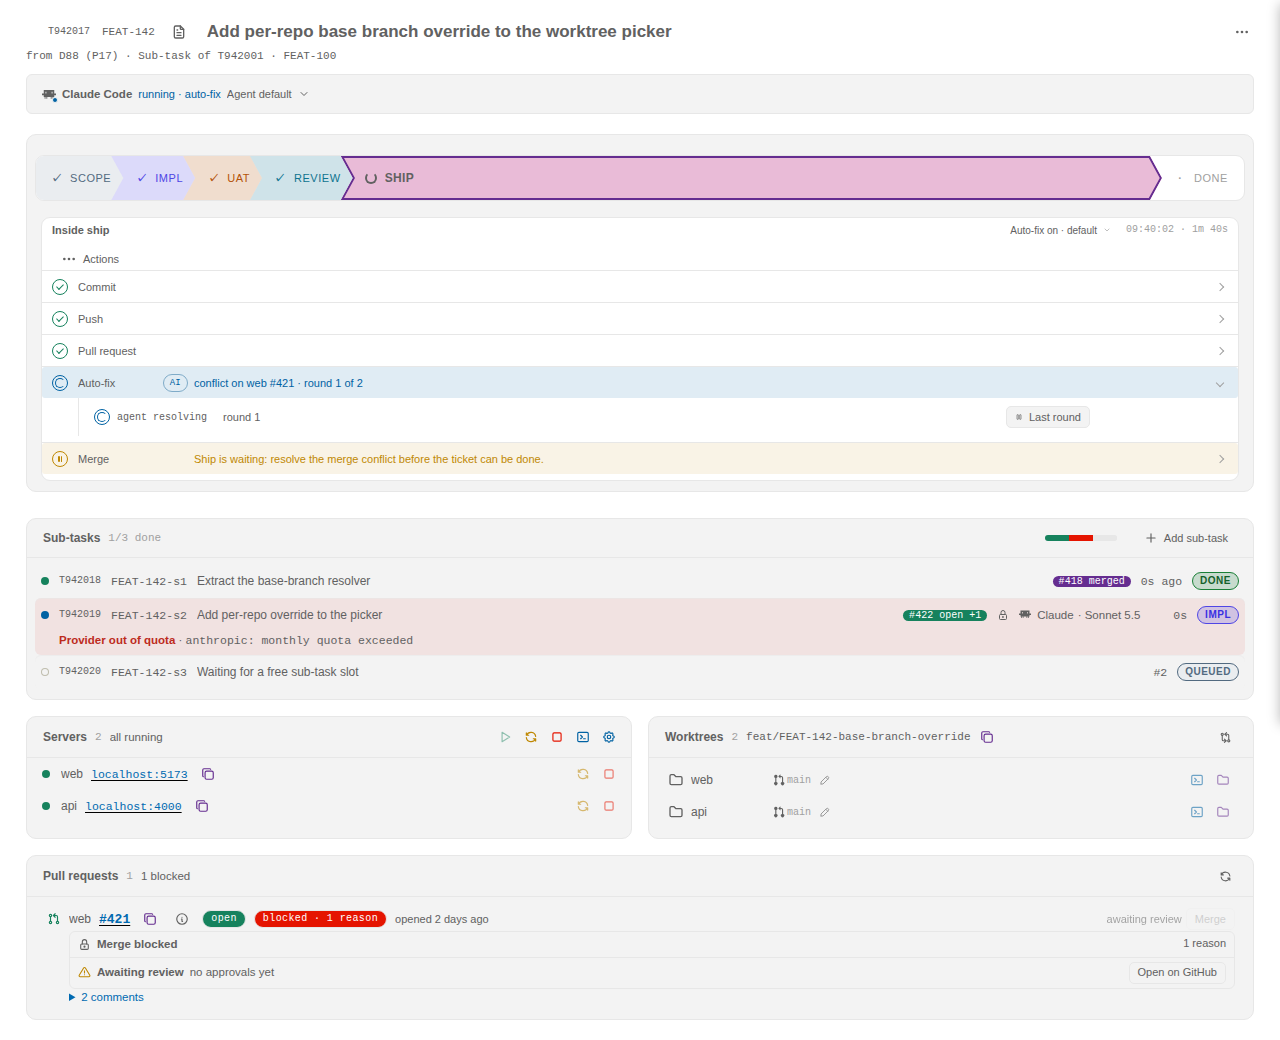 T942017 FEAT-142 Add per-repo base branch override to the worktree picker
from D88 (P17) · Sub-task of T942001 · FEAT-100
Claude Code running · auto-fix Agent default
SCOPE IMPL UAT REVIEW SHIP · DONE
Inside ship Auto-fix on · default 09:40:02 · 1m 40s
Actions
Commit
Push
Pull request
Auto-fix AI conflict on web #421 · round 1 of 2
agent resolving round 1 Last round
Merge Ship is waiting: resolve the merge conflict before the ticket can be done.
Sub-tasks 1/3 done Add sub-task
T942018 FEAT-142-s1 Extract the base-branch resolver #418 merged 0s ago DONE
T942019 FEAT-142-s2 Add per-repo override to the picker #422 open +1 Claude · Sonnet 5.5 0s IMPL
Provider out of quota · anthropic: monthly quota exceeded
T942020 FEAT-142-s3 Waiting for a free sub-task slot #2 QUEUED
Servers 2 all running
web localhost:5173
api localhost:4000
Worktrees 2 feat/FEAT-142-base-branch-override
web main
api main
Pull requests 1 1 blocked
web #421 open blocked · 1 reason opened 2 days ago awaiting review Merge
Merge blocked 1 reason
Awaiting review no approvals yet Open on GitHub
2 comments